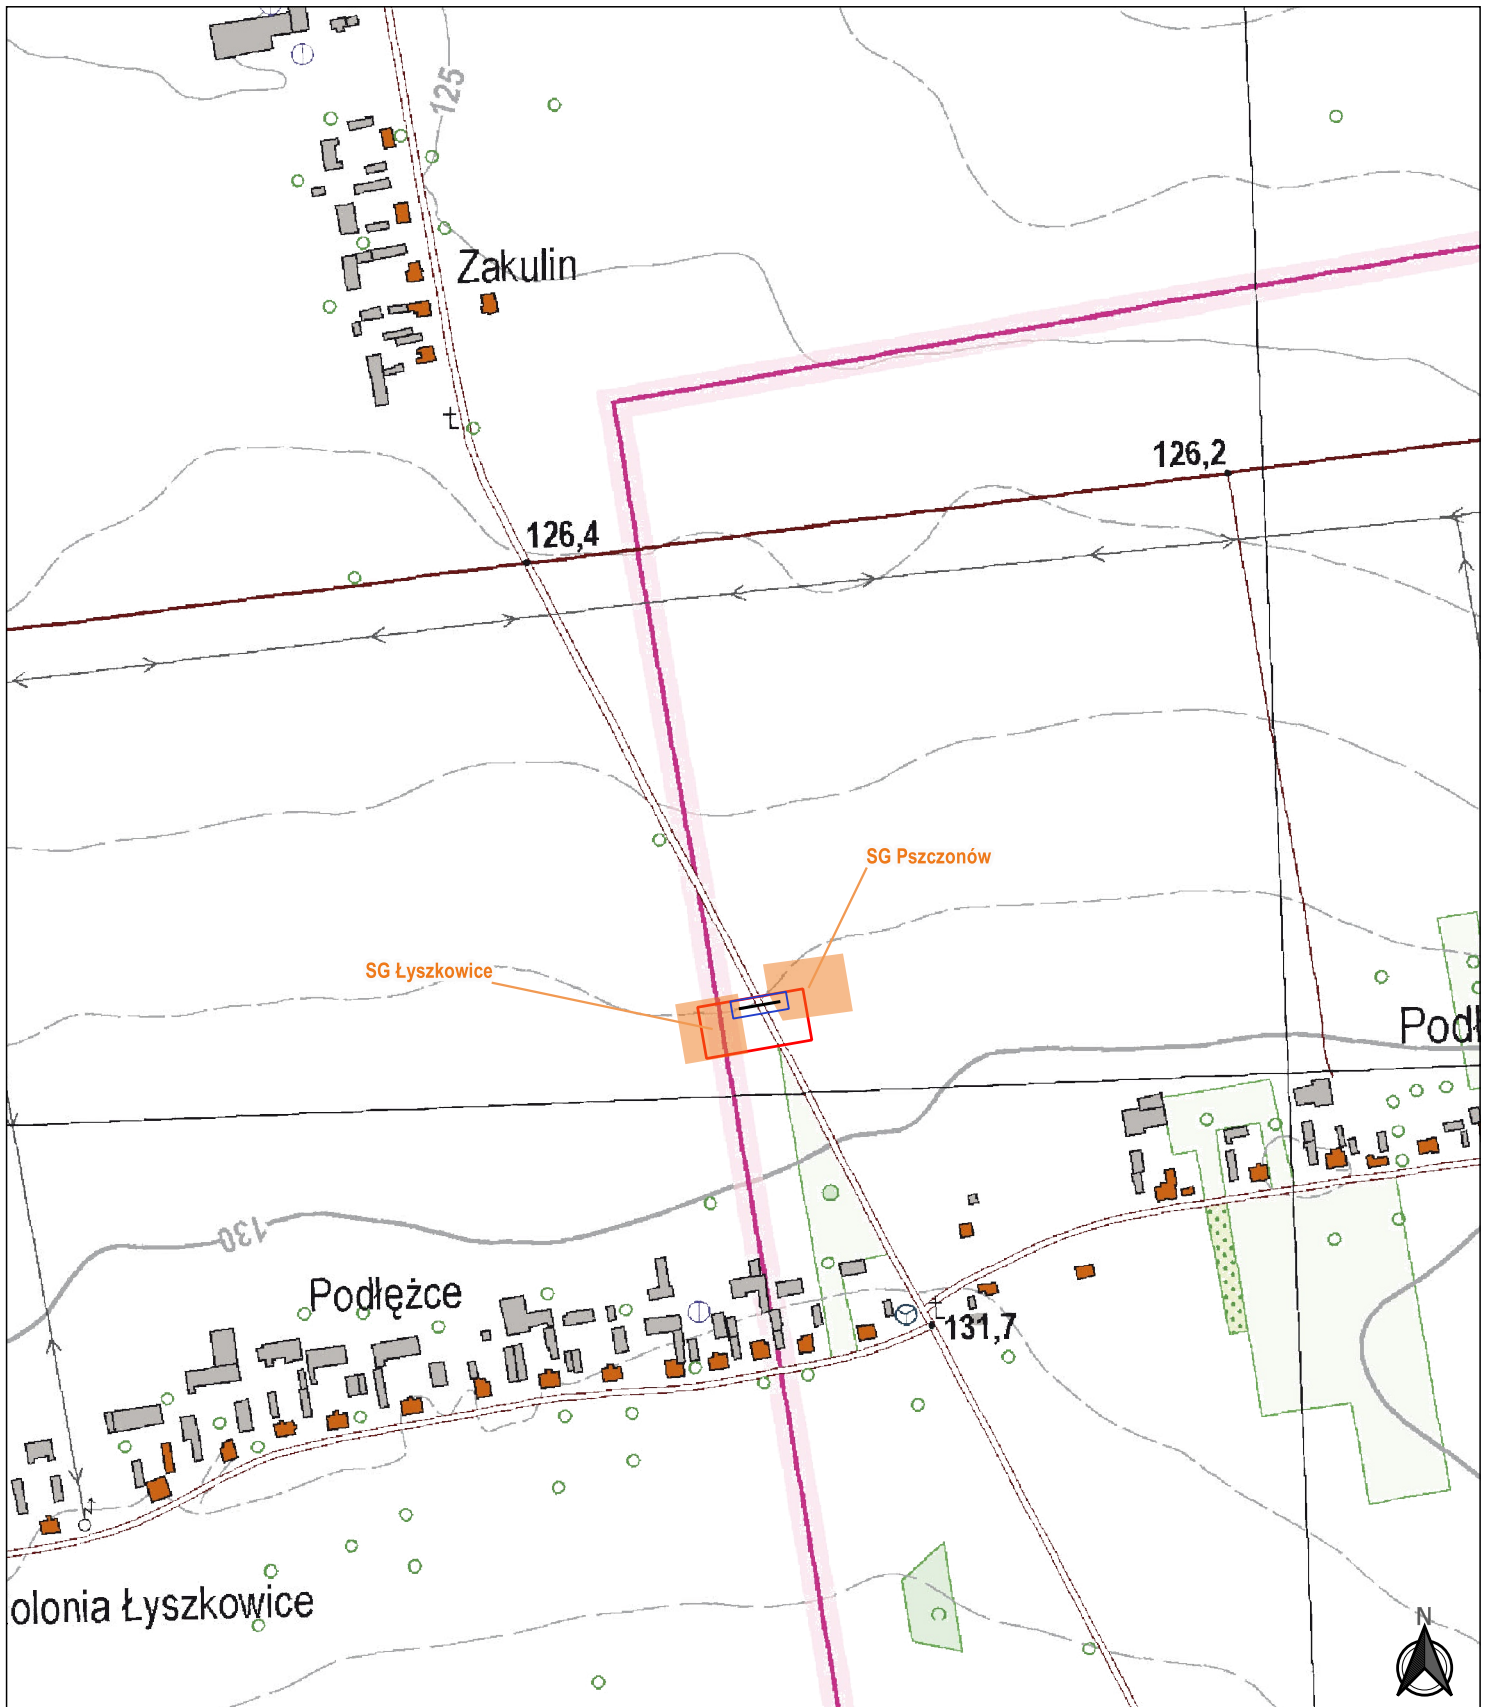 125
Zakulin
126,2
126,4
SG Pszczonów
SG Łyszkowice
Podł
130
Podłężce
131,7
olonia Łyszkowice
N